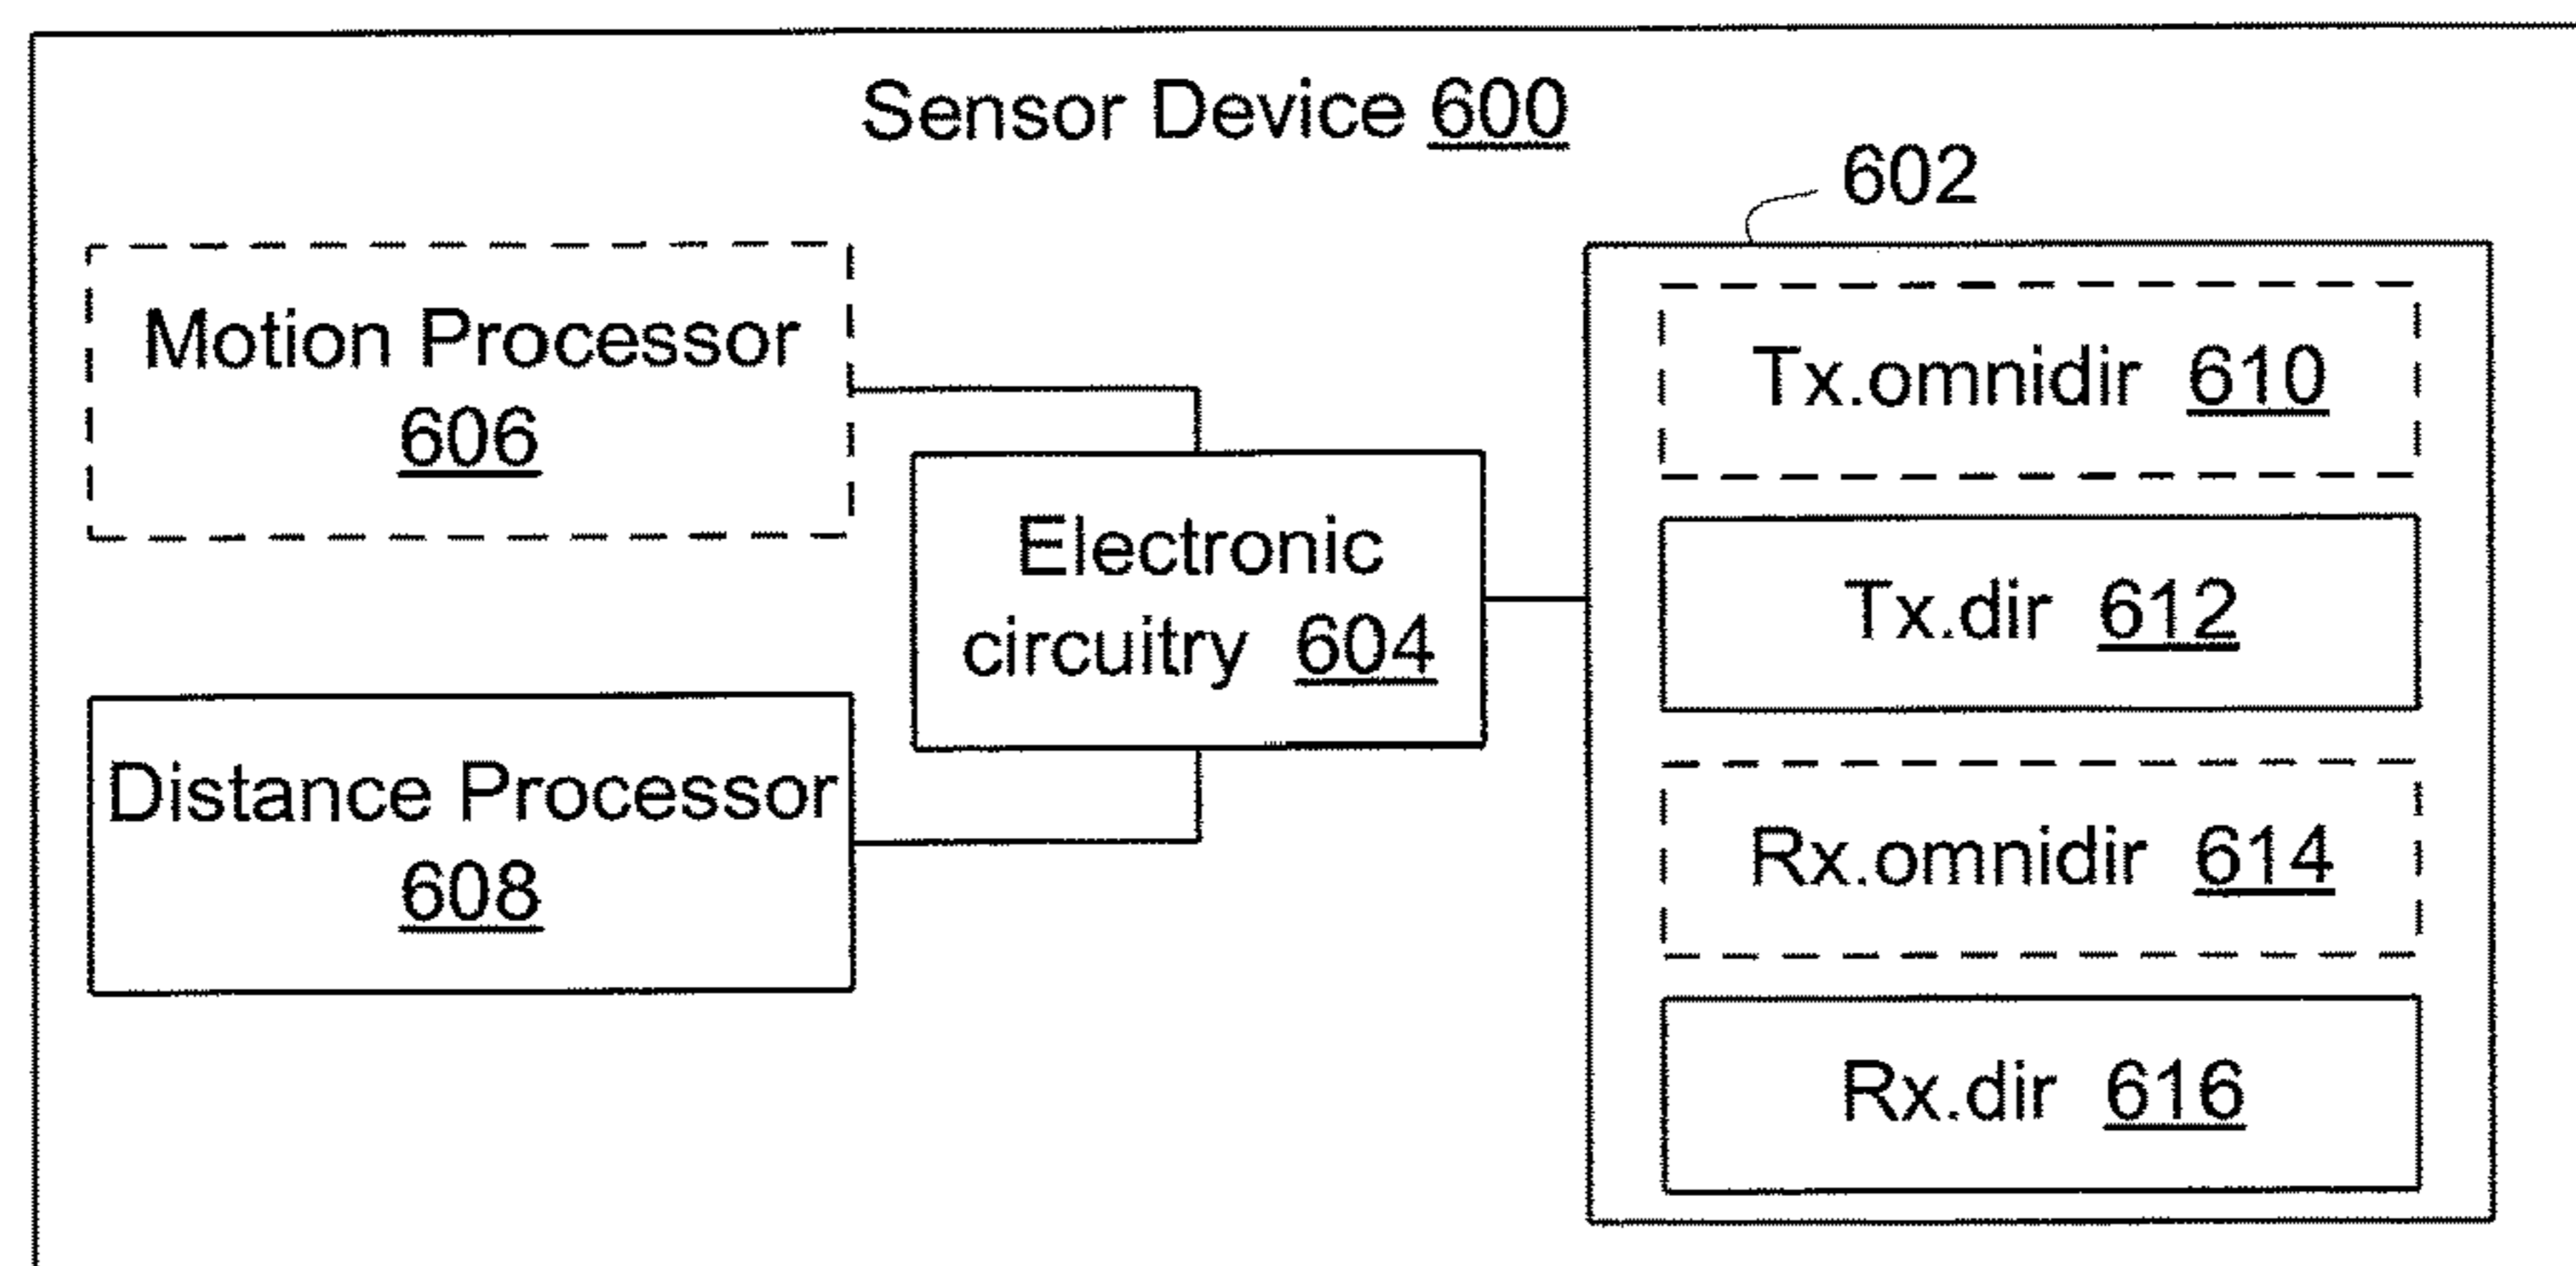 Sensor Device 600
602
Motion Processor
606
Electronic
circuitry 604
Distance Processor
608
Tx.omnidir 610
Tx.dir 612
Rx.omnidir 614
Rx.dir 616